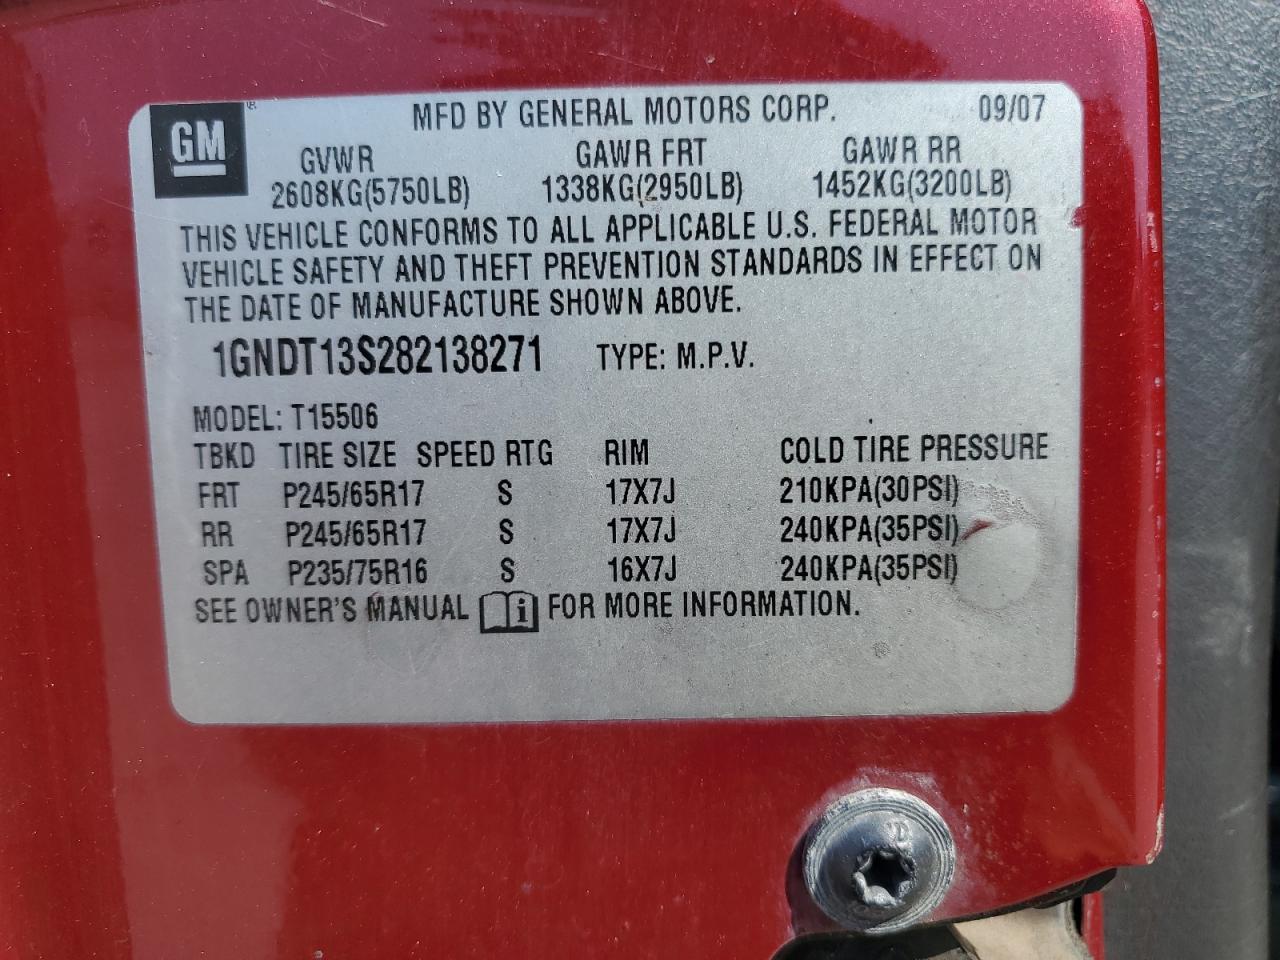 GM ® MFD BY GENERAL MOTORS CORP. 09/07
GVWR GAWR FRT GAWR RR
2608KG(5750LB) 1338KG(2950LB) 1452KG(3200LB)
THIS VEHICLE CONFORMS TO ALL APPLICABLE U.S. FEDERAL MOTOR
VEHICLE SAFETY AND THEFT PREVENTION STANDARDS IN EFFECT ON
THE DATE OF MANUFACTURE SHOWN ABOVE.
1GNDT13S282138271 TYPE: M.P.V.
MODEL: T15506
TBKD TIRE SIZE SPEED RTG RIM COLD TIRE PRESSURE
FRT P245/65R17 S 17X7J 210KPA(30PSI)
RR P245/65R17 S 17X7J 240KPA(35PSI)
SPA P235/75R16 S 16X7J 240KPA(35PSI)
SEE OWNER'S MANUAL i FOR MORE INFORMATION.